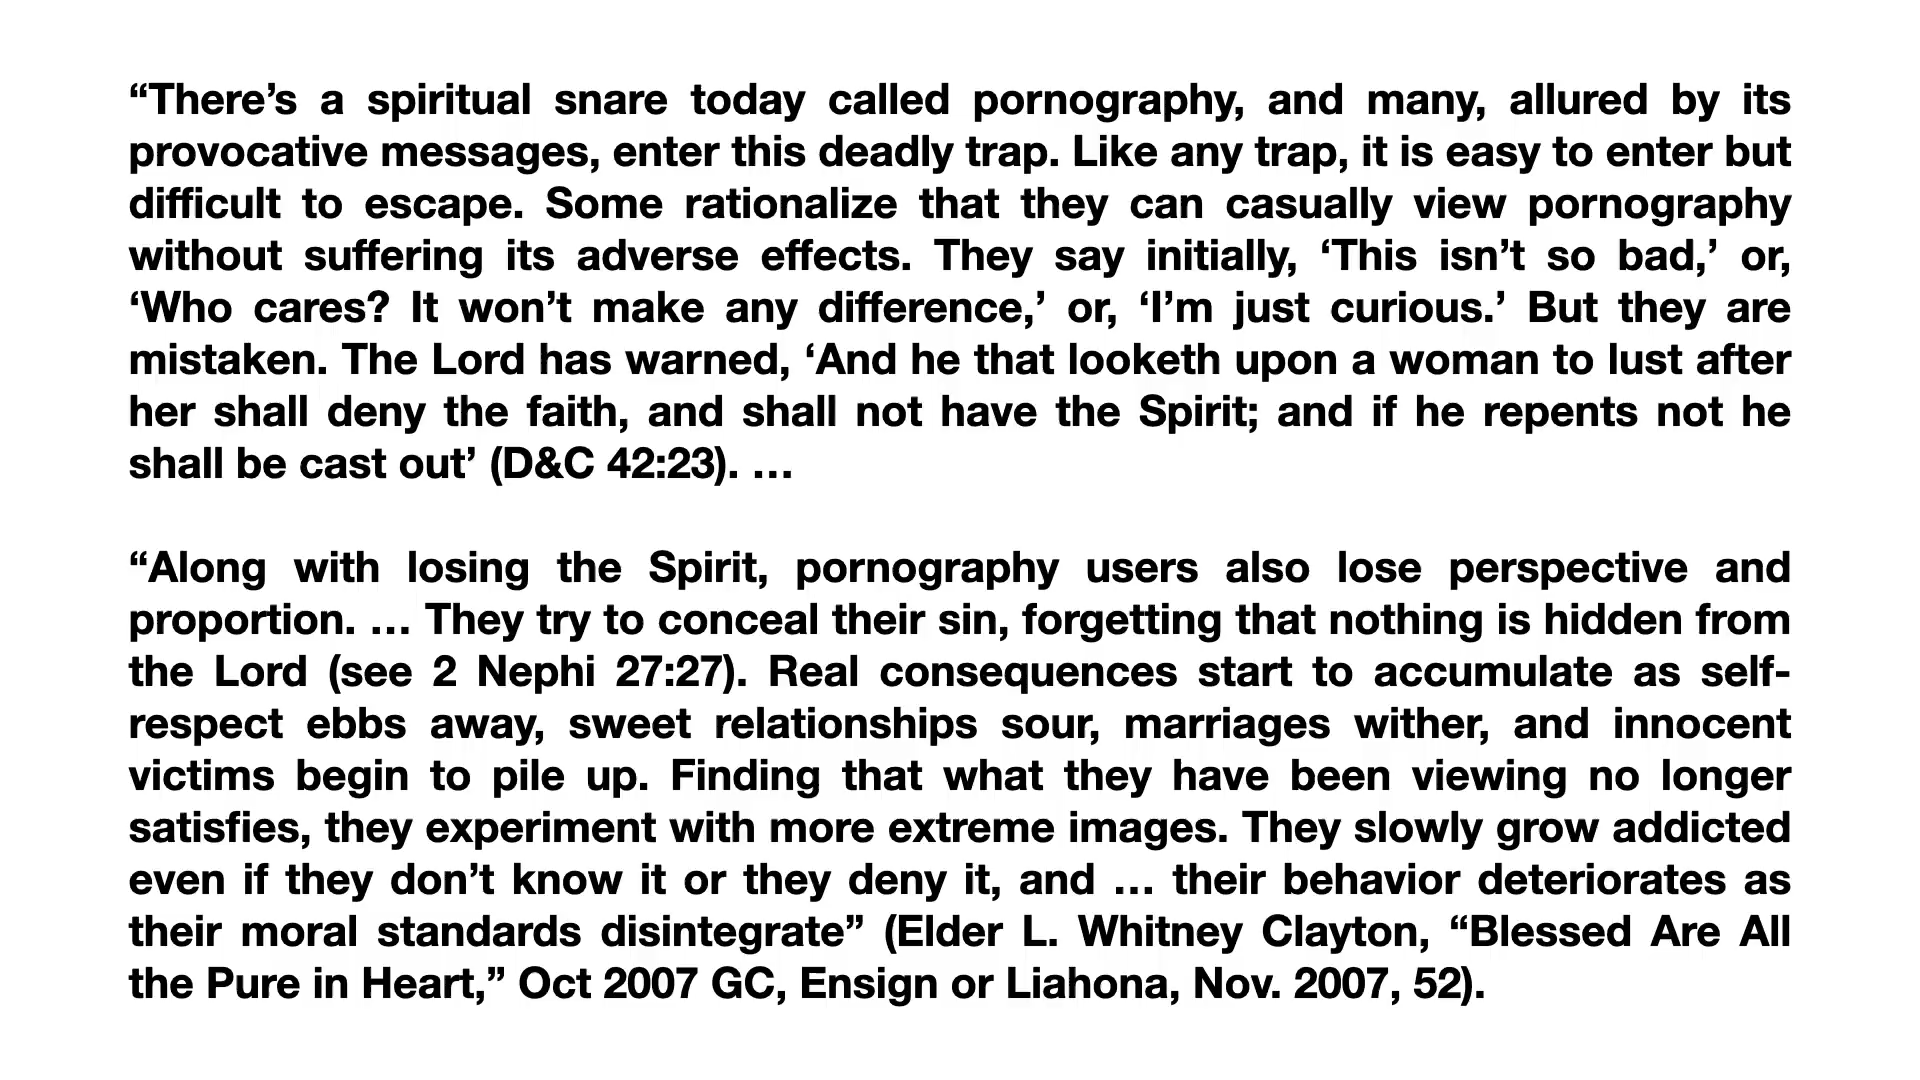 “There’s a spiritual snare today called pornography, and many, allured by its
provocative messages, enter this deadly trap. Like any trap, it is easy to enter but
difficult to escape. Some rationalize that they can casually view pornography
without suffering its adverse effects. They say initially, ‘This isn’t so bad,’ or,
‘Who cares? It won’t make any difference,’ or, ‘I’m just curious.’ But they are
mistaken. The Lord has warned, ‘And he that looketh upon a woman to lust after
her shall deny the faith, and shall not have the Spirit; and if he repents not he
shall be cast out’ (D&C 42:23). …
“Along with losing the Spirit, pornography users also lose perspective and
proportion. … They try to conceal their sin, forgetting that nothing is hidden from
the Lord (see 2 Nephi 27:27). Real consequences start to accumulate as self-
respect ebbs away, sweet relationships sour, marriages wither, and innocent
victims begin to pile up. Finding that what they have been viewing no longer
satisfies, they experiment with more extreme images. They slowly grow addicted
even if they don’t know it or they deny it, and … their behavior deteriorates as
their moral standards disintegrate” (Elder L. Whitney Clayton, “Blessed Are All
the Pure in Heart,” Oct 2007 GC, Ensign or Liahona, Nov. 2007, 52).